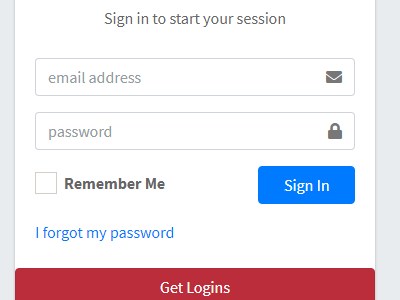 Sign in to start your session
email address
password
Remember Me
Sign In
I forgot my password
Get Logins